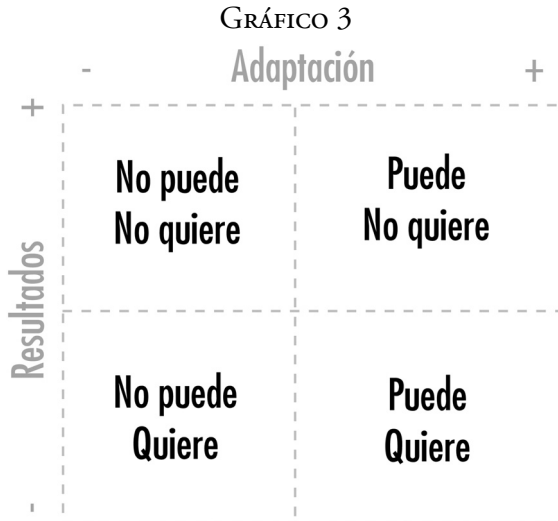 Gráfico 3
- Adaptación +
+
No puede
No quiere
Puede
No quiere
Resultados
No puede
Quiere
Puede
Quiere
-